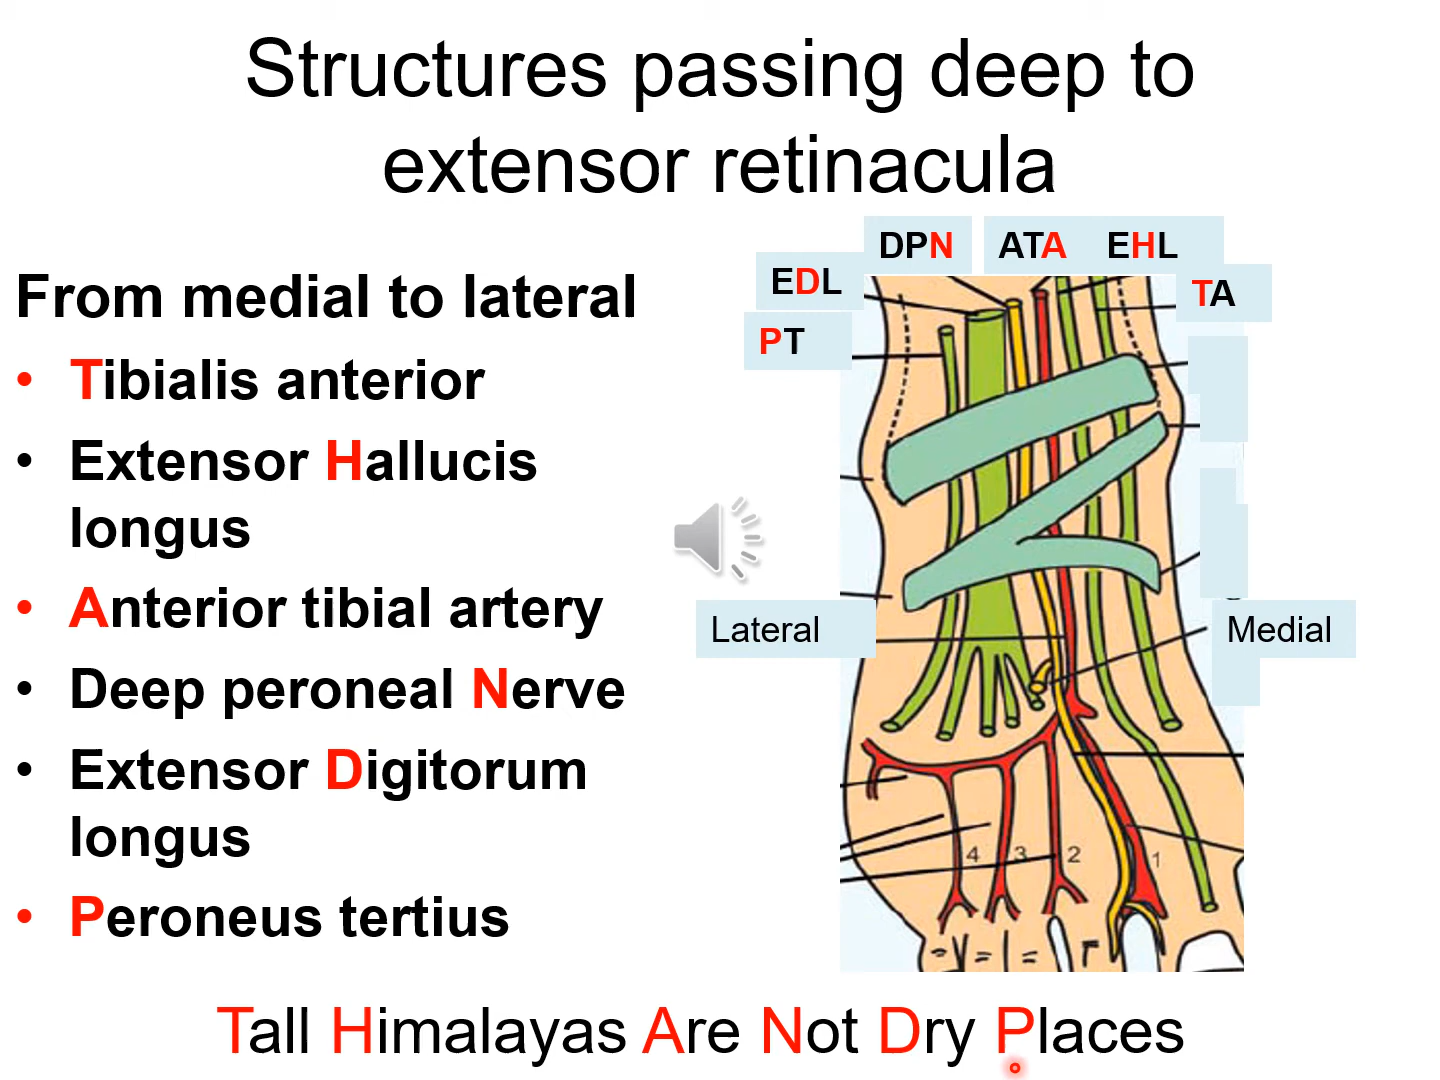 Structures passing deep to
extensor retinacula
From medial to lateral
• Tibialis anterior
• Extensor Hallucis
longus
• Anterior tibial artery
• Deep peroneal Nerve
• Extensor Digitorum
longus
• Peroneus tertius
DPN
ATA
EHL
EDL
TA
PT
Lateral
Medial
4
3
2
1
Tall Himalayas Are Not Dry Places